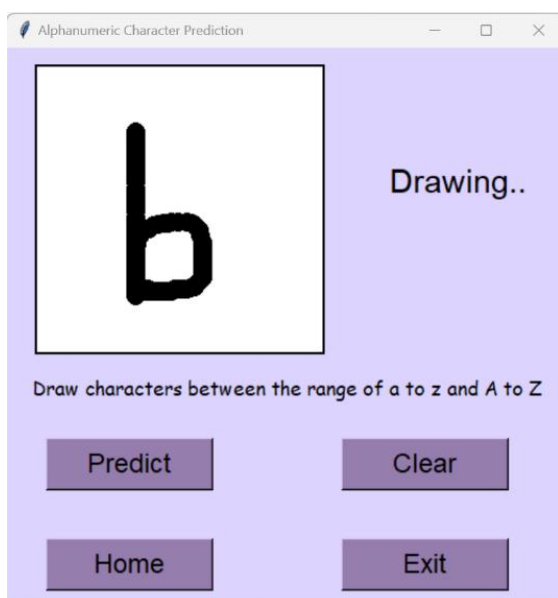 Alphanumeric Character Prediction
b
Drawing..
Draw characters between the range of a to z and A to Z
Predict Clear
Home Exit